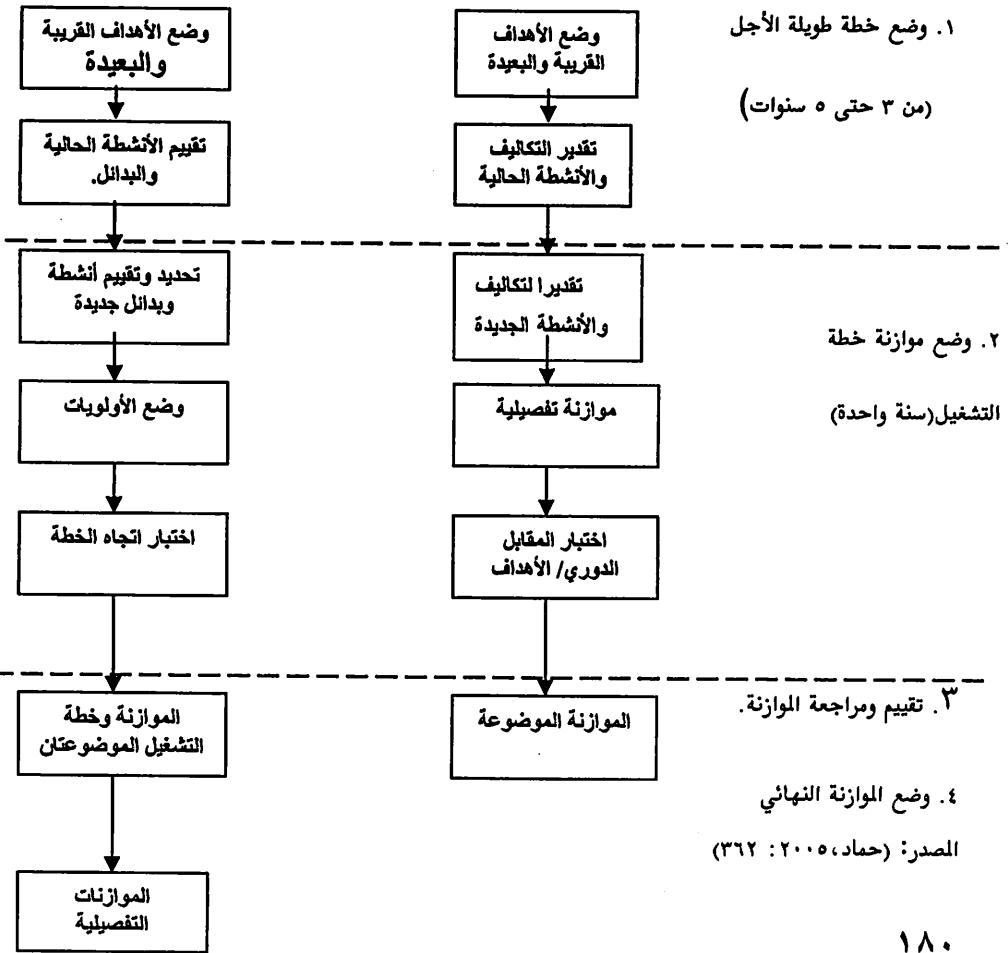 ١. وضع خطة طويلة الأجل
(من ٣ حتى ٥ سنوات)
وضع الأهداف
القريبة والبعيدة
تقدير التكاليف
والأنشطة الحالية
وضع الأهداف القريبة
والبعيدة
تقييم الأنشطة الحالية
والبدائل.
٢. وضع موازنة خطة
التشغيل(سنة واحدة)
تقديرا لتكاليف
والأنشطة الجديدة
موازنة تفصيلية
اختبار المقابل
الدوري/ الأهداف
تحديد وتقييم أنشطة
وبدائل جديدة
وضع الأولويات
اختبار اتجاه الخطة
٣. تقييم ومراجعة الموازنة.
الموازنة الموضوعة
الموازنة وخطة
التشغيل الموضوعتان
٤. وضع الموازنة النهائي
المصدر: (حماد،٢٠٠٥: ٣٦٢)
الموازنات
التفصيلية
١٨٠